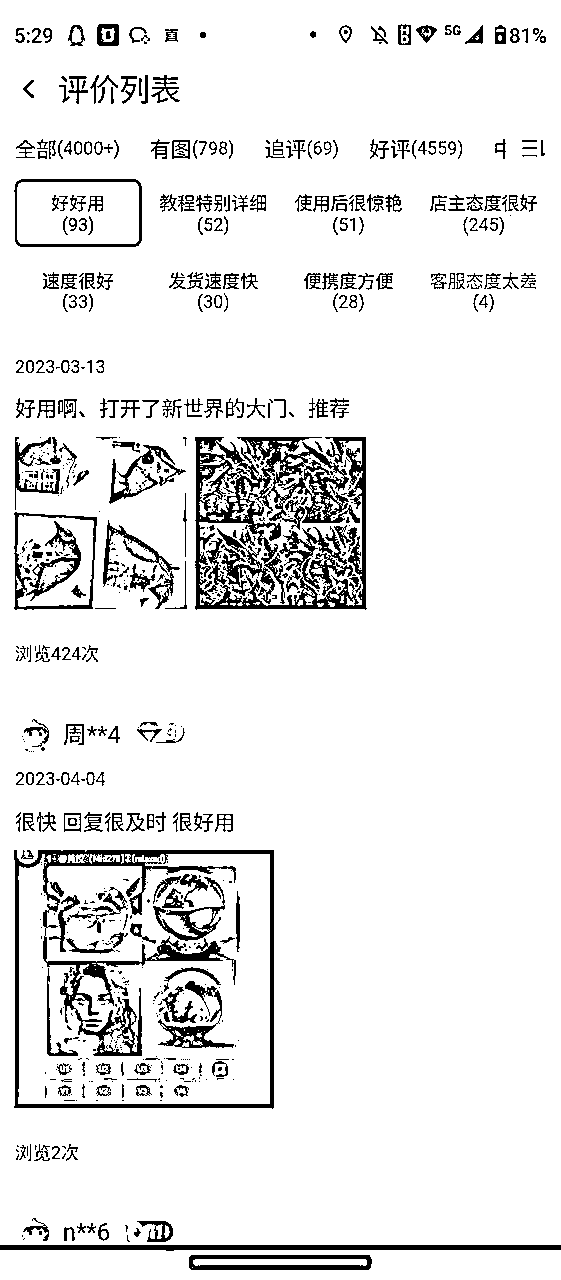 5:29
5G 81%
评价列表
全部(4000+) 有图(798) 追评(69) 好评(4559)
好好用 教程特别详细 使用后很惊艳 店主态度很好
(93) (52) (51) (245)
速度很好 发货速度快 便携度方便 客服态度太差
(33) (30) (28) (4)
2023-03-13
好用啊、打开了新世界的大门、推荐
浏览424次
周**4
2023-04-04
很快 回复很及时 很好用
浏览2次
n**6